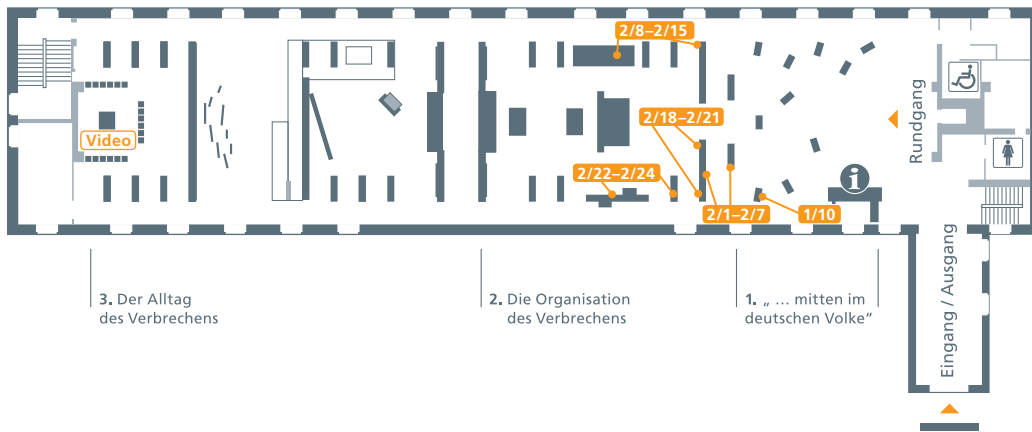 2/8–2/15
Video
2/18–2/21
2/22–2/24
2/1–2/7
1/10
i
Rundgang
Eingang / Ausgang
3. Der Alltag
des Verbrechens
2. Die Organisation
des Verbrechens
1. „ … mitten im
deutschen Volke“